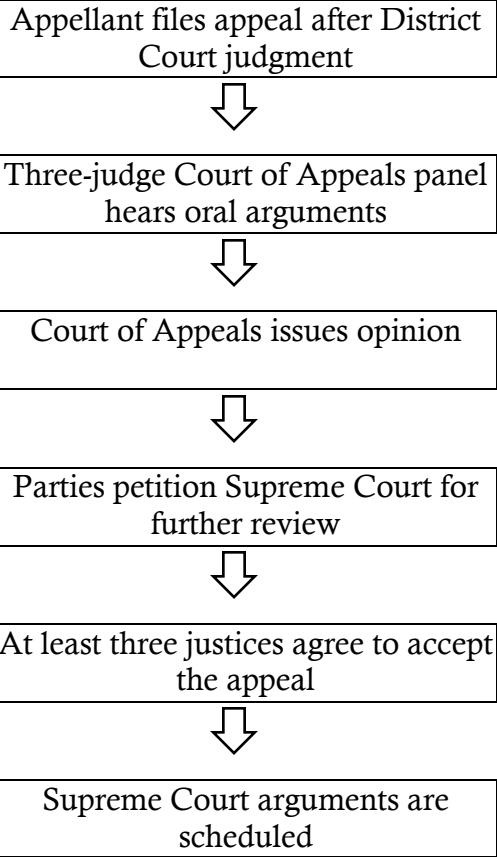 Appellant files appeal after District
Court judgment
Three-judge Court of Appeals panel
hears oral arguments
Court of Appeals issues opinion
Parties petition Supreme Court for
further review
At least three justices agree to accept
the appeal
Supreme Court arguments are
scheduled